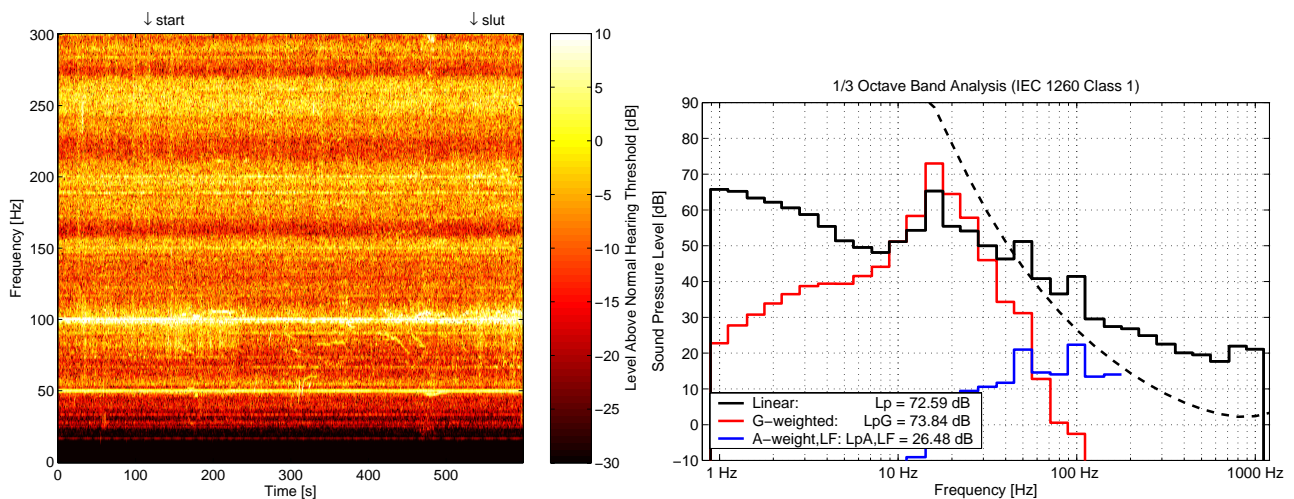 ↓ start
↓ slut
300
250
200
150
100
50
0
Frequency [Hz]
0
100
200
300
400
500
Time [s]
10
5
0
−5
−10
−15
−20
−25
−30
Level Above Normal Hearing Threshold [dB]
1/3 Octave Band Analysis (IEC 1260 Class 1)
90
80
70
60
50
40
30
20
10
0
−10
Sound Pressure Level [dB]
Linear: Lp = 72.59 dB
G−weighted: LpG = 73.84 dB
A−weight,LF: LpA,LF = 26.48 dB
1 Hz
10 Hz
100 Hz
1000 Hz
Frequency [Hz]